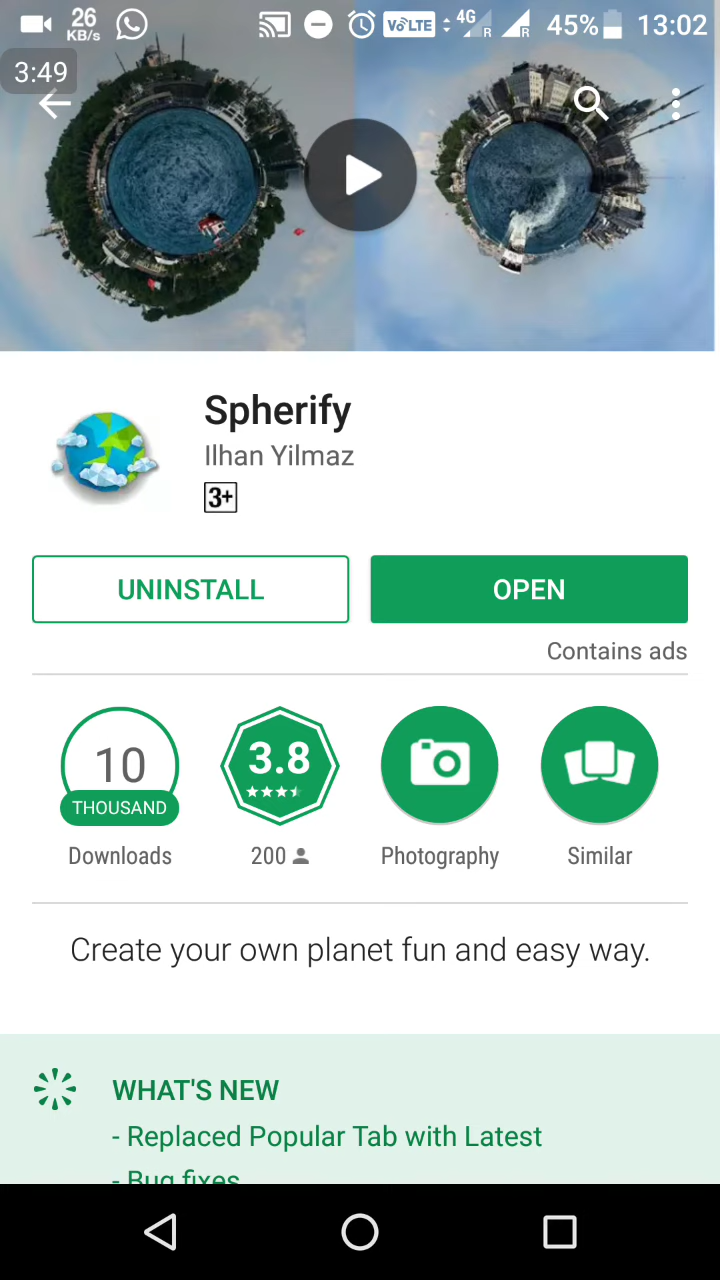 26
KB/s
VoLTE
4G
R
R
45%
13:02
3:49
Spherify
Ilhan Yilmaz
3+
UNINSTALL
OPEN
Contains ads
10
THOUSAND
Downloads
3.8
200
Photography
Similar
Create your own planet fun and easy way.
WHAT'S NEW
- Replaced Popular Tab with Latest
- Bug fixes